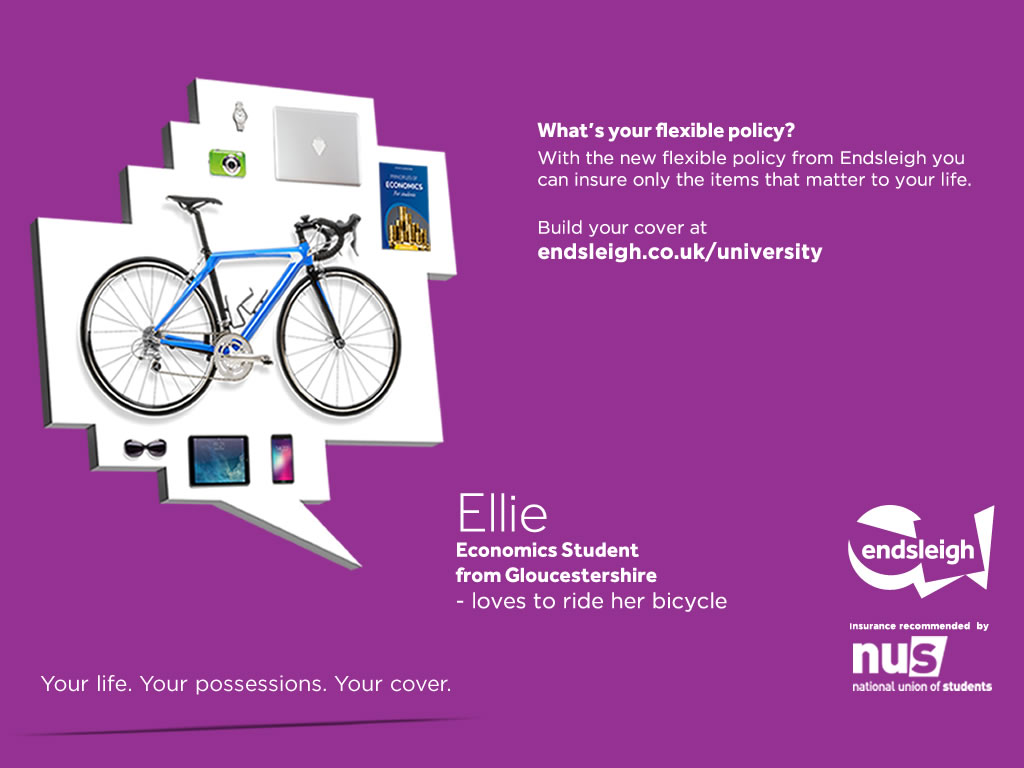 What's your flexible policy?
With the new flexible policy from Endsleigh you
can insure only the items that matter to your life.
Build your cover at
endsleigh.co.uk/university
ECONOMICS
For students
Ellie
Economics Student
from Gloucestershire
- loves to ride her bicycle
endsleigh
Insurance recommended by
nus
national union of students
Your life. Your possessions. Your cover.